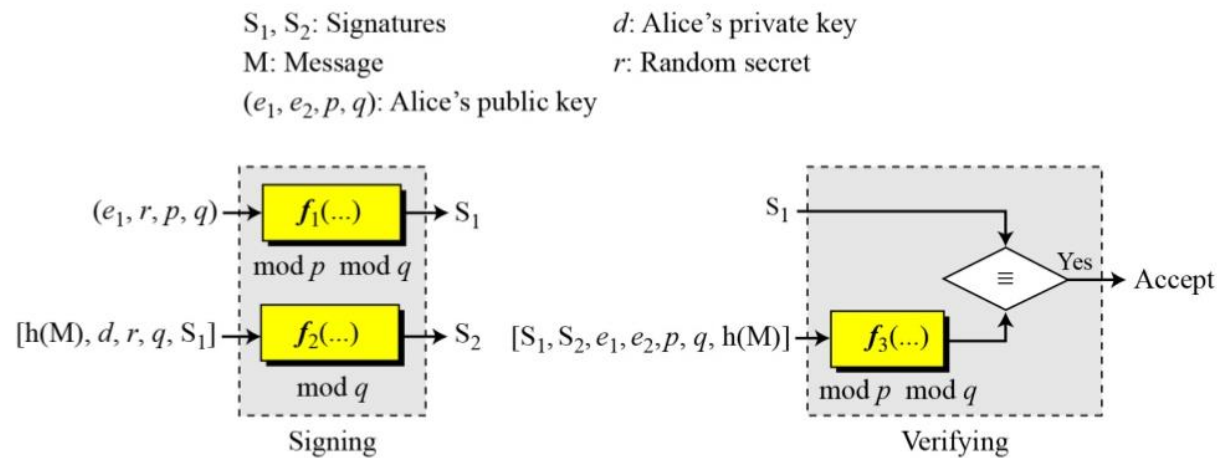 S₁, S₂: Signatures d: Alice’s private key
M: Message r: Random secret
(e₁, e₂, p, q): Alice’s public key
(e₁, r, p, q) f₁(...) S₁
mod p mod q
[h(M), d, r, q, S₁] f₂(...) S₂
mod q
Signing
S₁
≡ Yes Accept
[S₁, S₂, e₁, e₂, p, q, h(M)] f₃(...)
mod p mod q
Verifying